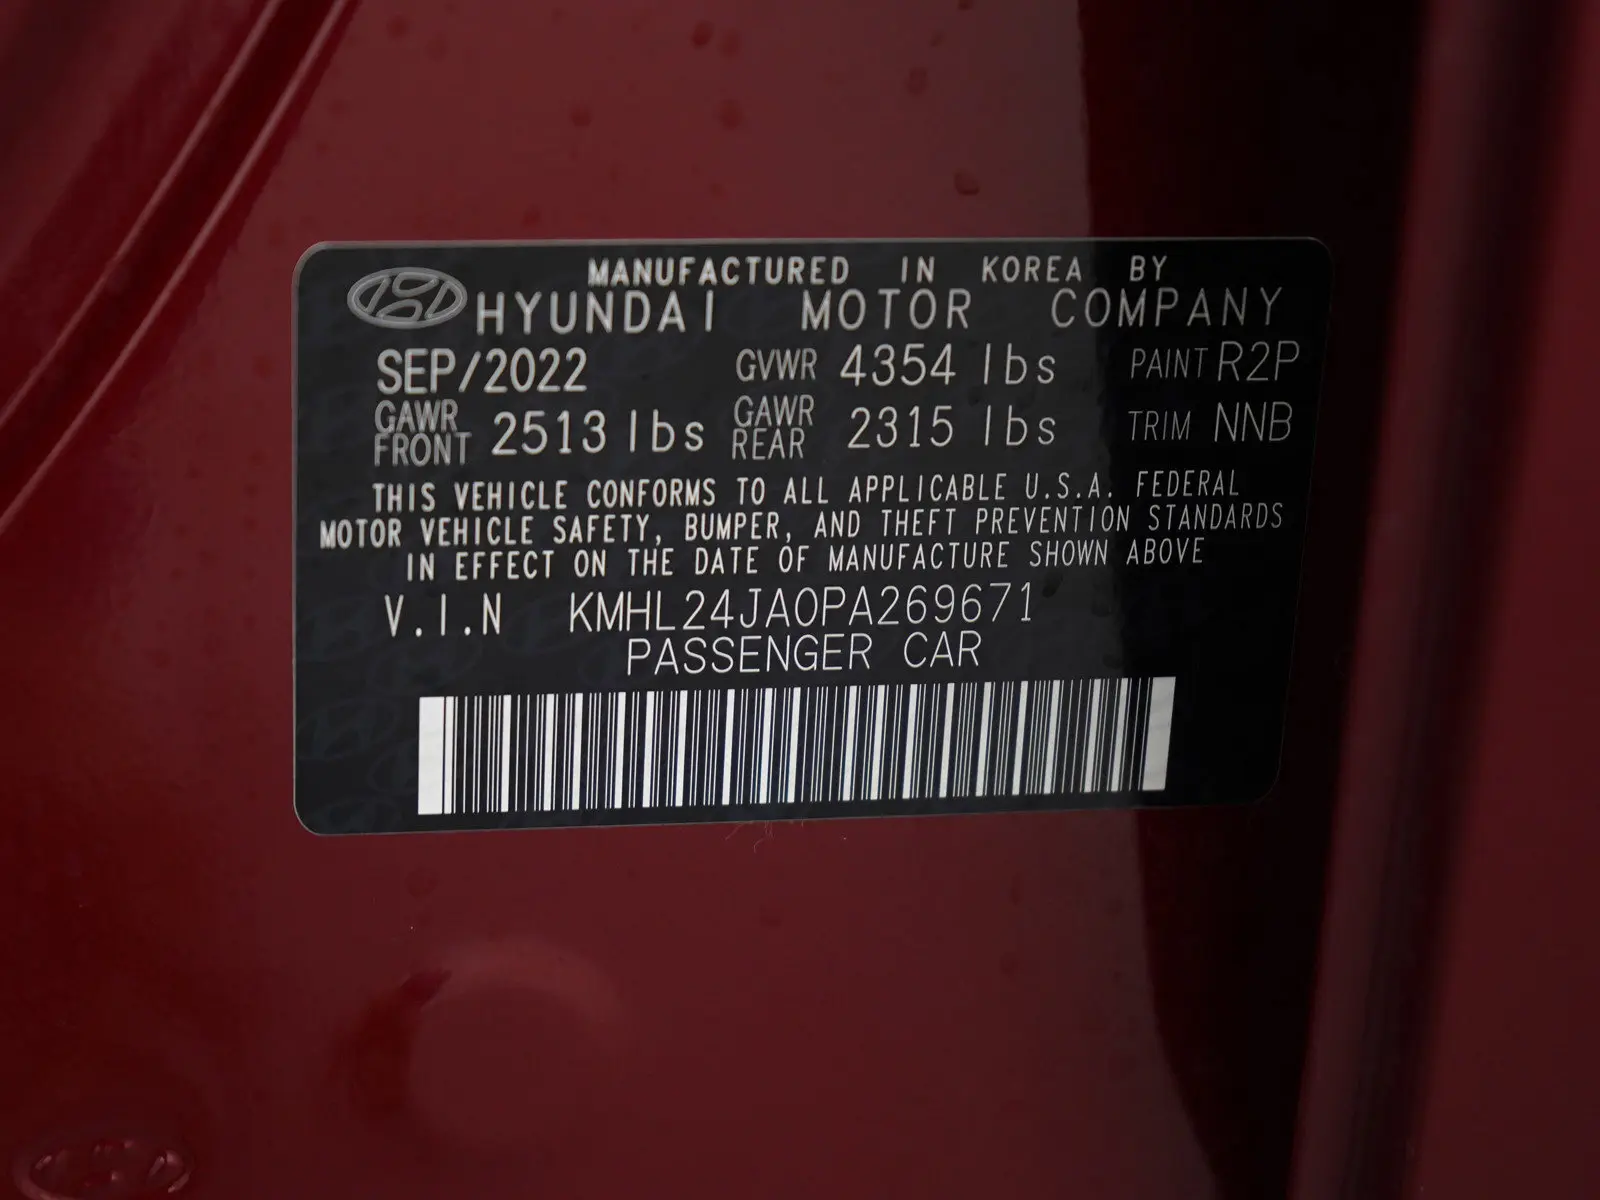 MANUFACTURED IN KOREA BY
HYUNDAI MOTOR COMPANY
SEP/2022 GVWR 4354 lbs PAINT R2P
GAWR FRONT 2513 lbs GAWR REAR 2315 lbs TRIM NNB
THIS VEHICLE CONFORMS TO ALL APPLICABLE U.S.A. FEDERAL
MOTOR VEHICLE SAFETY, BUMPER, AND THEFT PREVENTION STANDARDS
IN EFFECT ON THE DATE OF MANUFACTURE SHOWN ABOVE
V.I.N KMHL24JA0PA269671
PASSENGER CAR